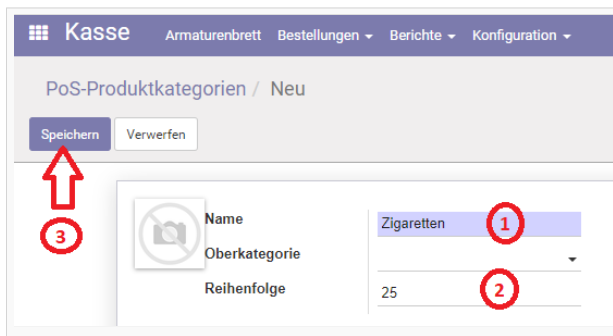 Kasse Armaturenbrett Bestellungen Berichte Konfiguration
PoS-Produktkategorien / Neu
Speichern Verwerfen
3
Name Zigaretten 1
Oberkategorie
Reihenfolge 25 2